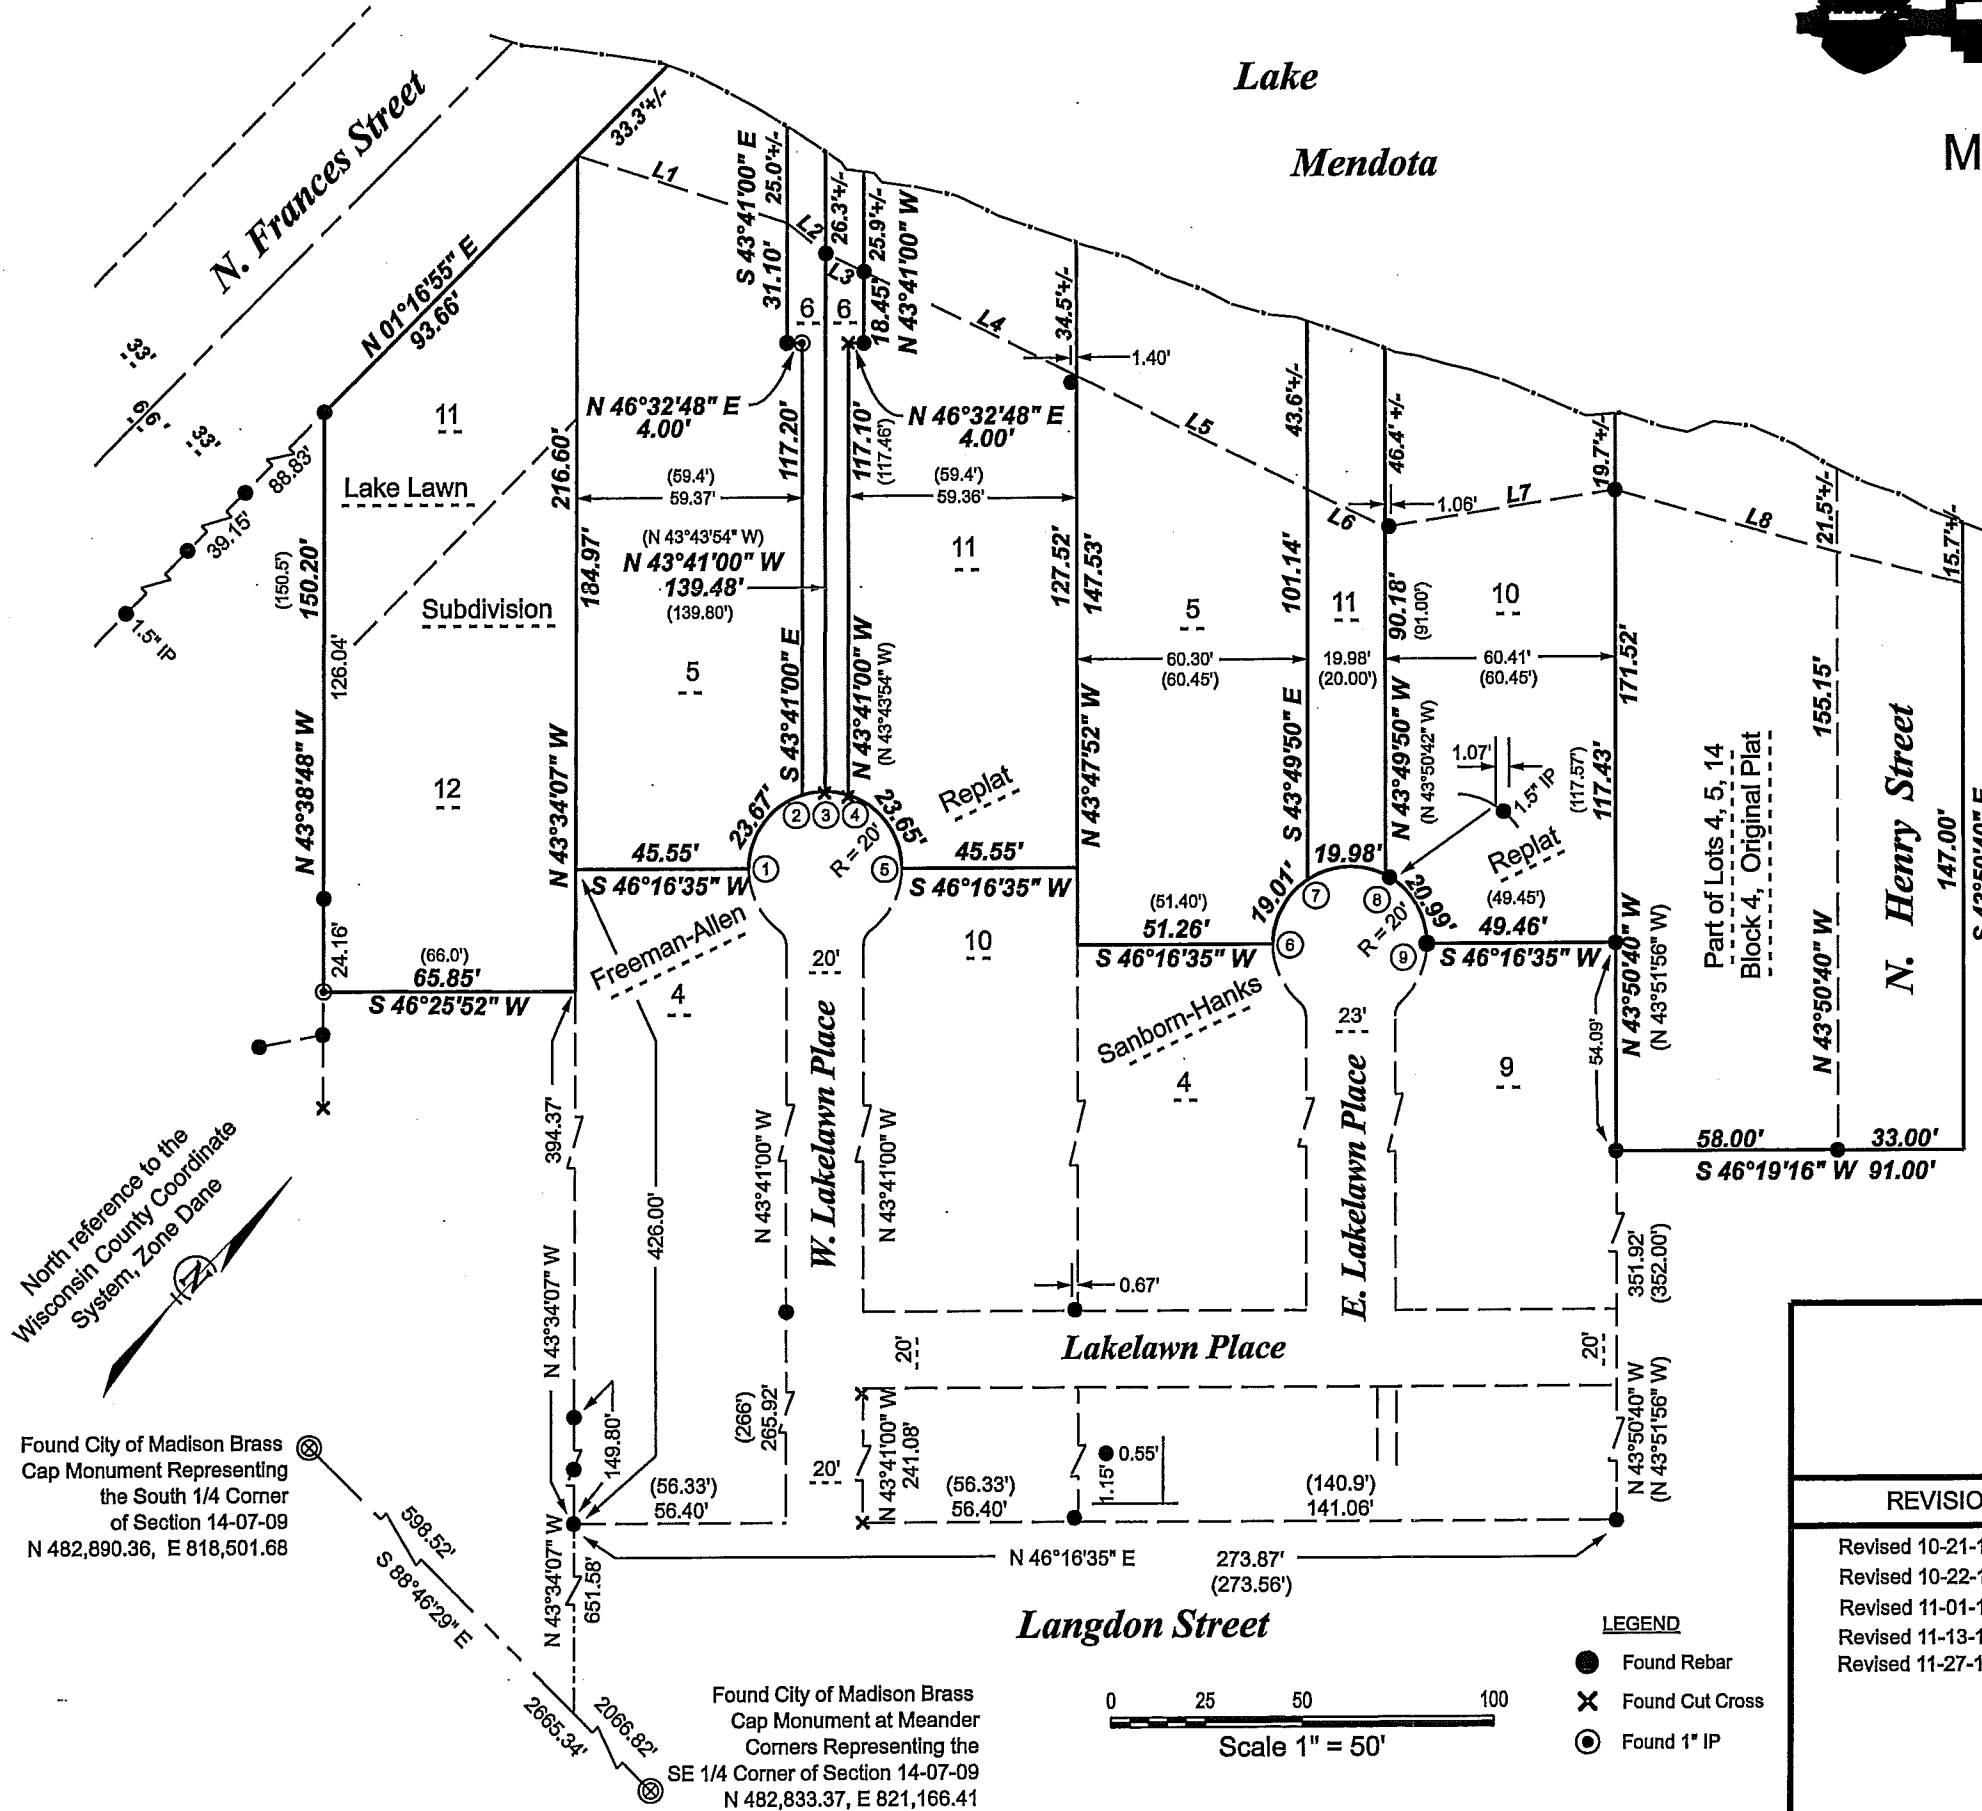 Lake
Mendota
M
N. Frances Street
33.3'+/-
L1
S 43°41'00" E
25.0'+/-
31.10'
L2
26.3'+/-
L3
25.9'+/-
18.45'
N 43°41'00" W
6
6
N 01°16'55" E
93.66'
33'
66'
33'
88.83'
39.15'
1.5" IP
11
Lake Lawn
Subdivision
12
(150.5')
150.20'
126.04'
N 43°38'48" W
24.16'
(66.0')
65.85'
S 46°25'52" W
216.60'
184.97'
N 43°34'07" W
N 46°32'48" E
4.00'
N 46°32'48" E
4.00'
117.20'
117.10'
(117.46')
(59.4')
59.37'
(59.4')
59.36'
(N 43°43'54" W)
N 43°41'00" W
139.48'
(139.80')
5
11
S 43°41'00" E
N 43°41'00" W
(N 43°43'54" W)
L4
34.5'+/-
1.40'
127.52'
147.53'
N 43°47'52" W
L5
43.6'+/-
46.4' +/-
L6
1.06'
L7
19.7'+/-
L8
21.5'+/-
15.7'+/-
101.14'
5
11
90.18'
(91.00')
10
60.30'
(60.45')
19.98'
(20.00')
60.41'
(60.45')
S 43°49'50" E
N 43°49'50" W
(N 43°50'42" W)
1.07'
1.5" IP
Replat
171.52'
(117.57')
117.43'
N 43°50'40" W
(N 43°51'56" W)
54.09'
Part of Lots 4, 5, 14
Block 4, Original Plat
155.15'
N 43°50'40" W
N. Henry Street
147.00'
S 43°50'40" E
58.00'
33.00'
S 46°19'16" W 91.00'
23.67'
23.65'
R = 20'
1
2
3
4
5
Replat
45.55'
S 46°16'35" W
45.55'
S 46°16'35" W
Freeman-Allen
4
20'
10
W. Lakelawn Place
N 43°41'00" W
N 43°41'00" W
19.01'
19.98'
20.99'
R = 20'
6
7
8
9
(51.40')
51.26'
S 46°16'35" W
(49.45')
49.46'
S 46°16'35" W
Sanborn-Hanks
4
23'
9
E. Lakelawn Place
394.37'
426.00'
N 43°34'07" W
149.80'
0.67'
Lakelawn Place
20'
20'
351.92'
(352.00')
N 43°50'40" W
(N 43°51'56" W)
(266')
265.92'
20'
N 43°41'00" W
241.08'
(56.33')
56.40'
(56.33')
56.40'
1.15'
0.55'
(140.9')
141.06'
N 46°16'35" E
273.87'
(273.56')
N 43°34'07" W
651.58'
Langdon Street
North reference to the
Wisconsin County Coordinate
System, Zone Dane
N
Found City of Madison Brass
Cap Monument Representing
the South 1/4 Corner
of Section 14-07-09
N 482,890.36, E 818,501.68
598.52'
S 88°46'29" E
2665.34'
2066.82'
Found City of Madison Brass
Cap Monument at Meander
Corners Representing the
SE 1/4 Corner of Section 14-07-09
N 482,833.37, E 821,166.41
0 25 50 100
Scale 1" = 50'
LEGEND
Found Rebar
Found Cut Cross
Found 1" IP
REVISIO
Revised 10-21-1
Revised 10-22-1
Revised 11-01-1
Revised 11-13-1
Revised 11-27-1